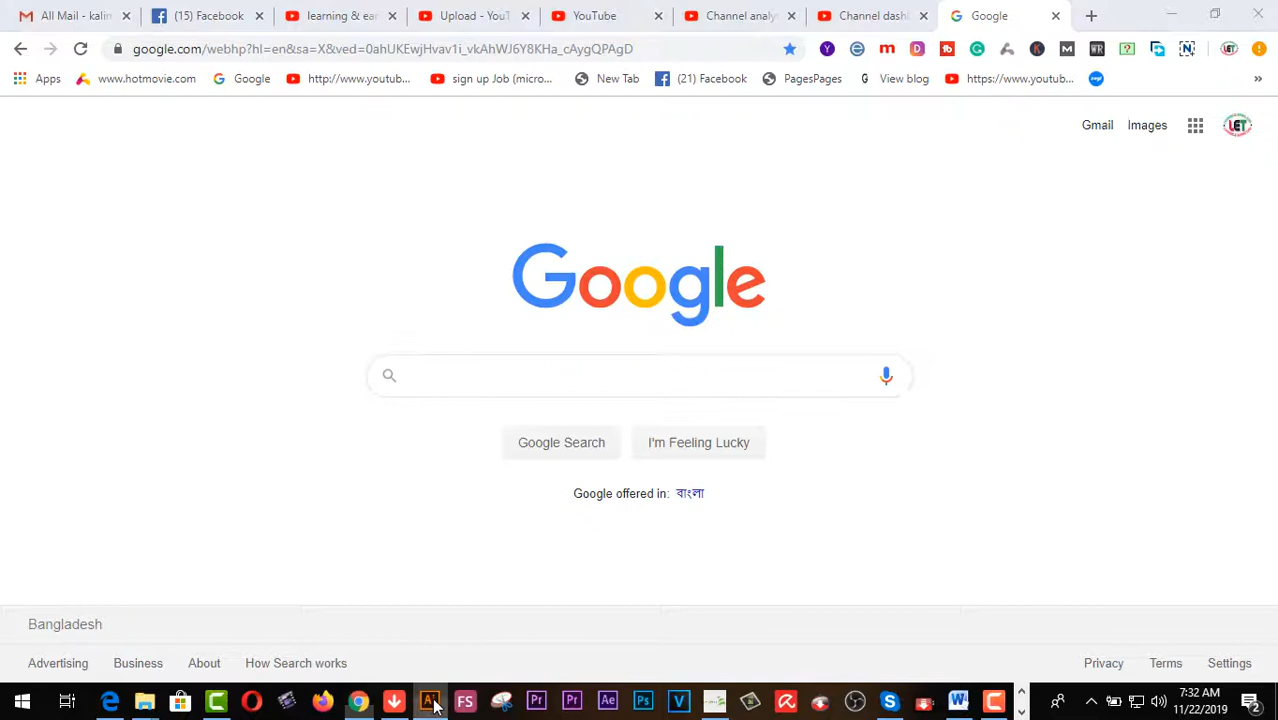 All Mail - kalin
(15) Facebook
learning & ear
Upload - YouT
YouTube
Channel analy
Channel dash
Google
google.com/webhp?hl=en&sa=X&ved=0ahUKEwjHvav1i_vkAhWJ6Y8KHa_cAygQPAgD
Apps
www.hotmovie.com
Google
http://www.youtub...
sign up Job (micro...
New Tab
(21) Facebook
PagesPages
View blog
https://www.youtub...
»
Gmail
Images
LET
Google
Google Search
I'm Feeling Lucky
Google offered in: বাংলা
Bangladesh
Advertising
Business
About
How Search works
Privacy
Terms
Settings
7:32 AM
11/22/2019